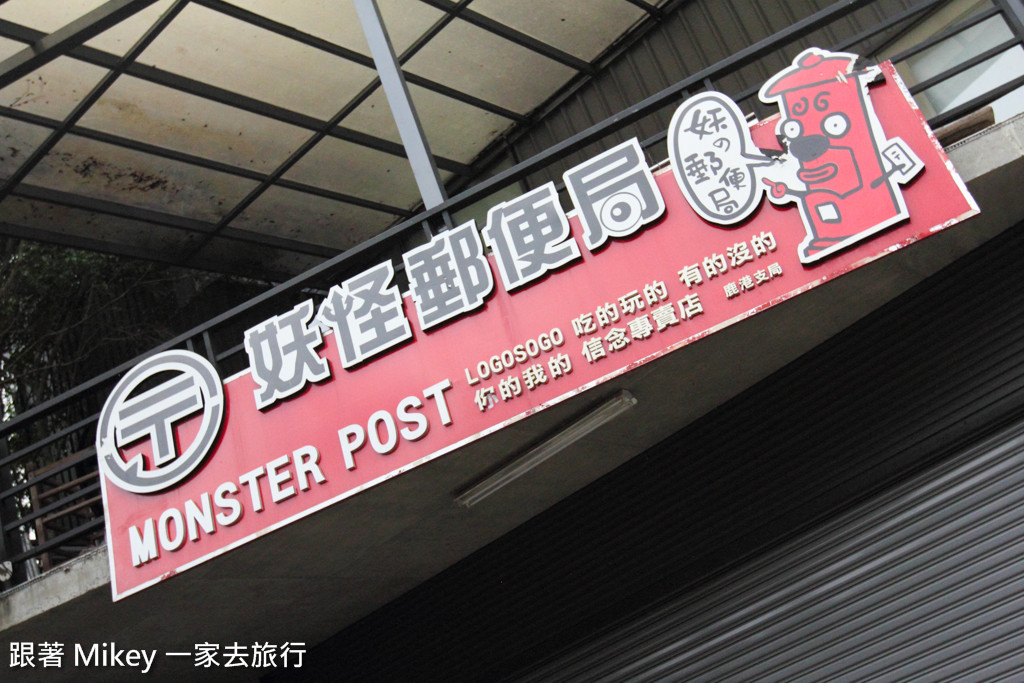 妖怪郵便局
MONSTER POST
LOGOSOGO 吃的玩的 有的沒的
你的我的 信念專賣店 鹿港支局
妖の
郵便局
跟著 Mikey 一家去旅行